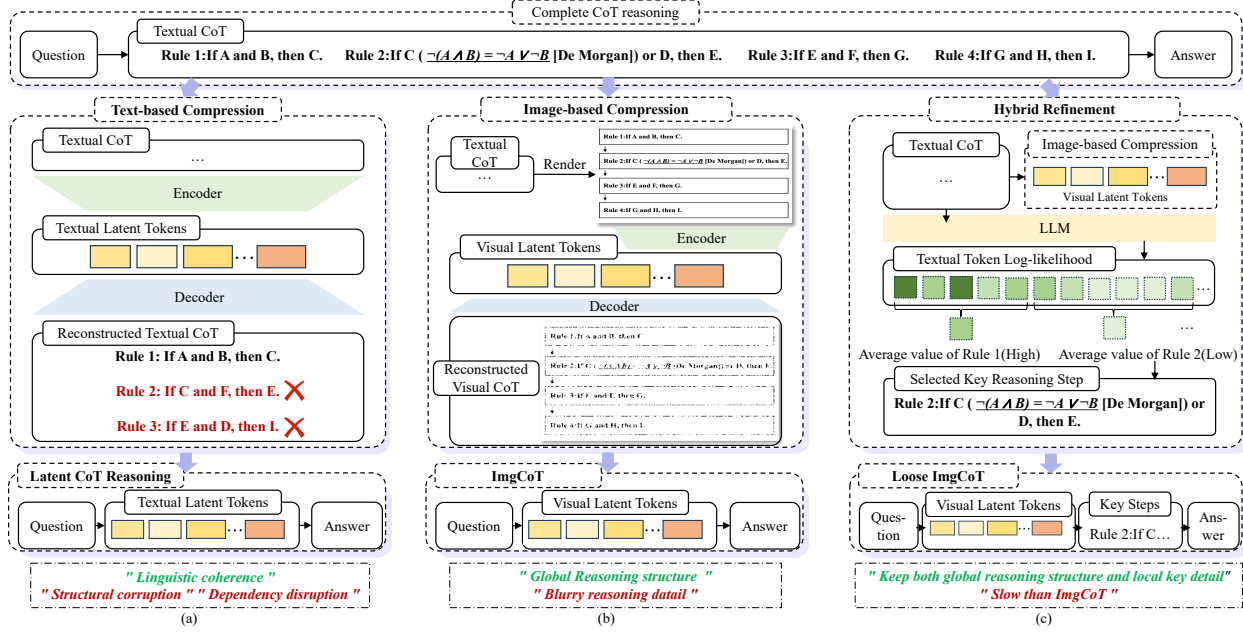 Complete CoT reasoning
Question
Textual CoT
Rule 1:If A and B, then C. Rule 2:If C ( ¬(A ∧ B) = ¬A ∨ ¬B [De Morgan]) or D, then E. Rule 3:If E and F, then G. Rule 4:If G and H, then I.
Answer
Text-based Compression
Textual CoT
...
Encoder
Textual Latent Tokens
...
Decoder
Reconstructed Textual CoT
Rule 1: If A and B, then C.
Rule 2: If C and F, then E.
Rule 3: If E and D, then I.
Latent CoT Reasoning
Question
Textual Latent Tokens
...
Answer
" Linguistic coherence "
" Structural corruption " " Dependency disruption "
(a)
Image-based Compression
Textual
CoT
...
Render
Rule 1:If A and B, then C.
Rule 2:If C ( ¬(A ∧ B) = ¬A ∨ ¬B [De Morgan]) or D, then E.
Rule 3:If E and F, then G.
Rule 4:If G and H, then I.
Encoder
Visual Latent Tokens
...
Decoder
Reconstructed
Visual CoT
ImgCoT
Question
Visual Latent Tokens
...
Answer
" Global Reasoning structure "
" Blurry reasoning datail "
(b)
Hybrid Refinement
Textual CoT
...
Image-based Compression
...
Visual Latent Tokens
LLM
Textual Token Log-likelihood
...
...
Average value of Rule 1(High)
Average value of Rule 2(Low)
Selected Key Reasoning Step
Rule 2:If C ( ¬(A ∧ B) = ¬A ∨ ¬B [De Morgan]) or
D, then E.
Loose ImgCoT
Ques-
tion
Visual Latent Tokens
...
Key Steps
Rule 2:If C...
Ans-
wer
" Keep both global reasoning structure and local key detail"
" Slow than ImgCoT "
(c)